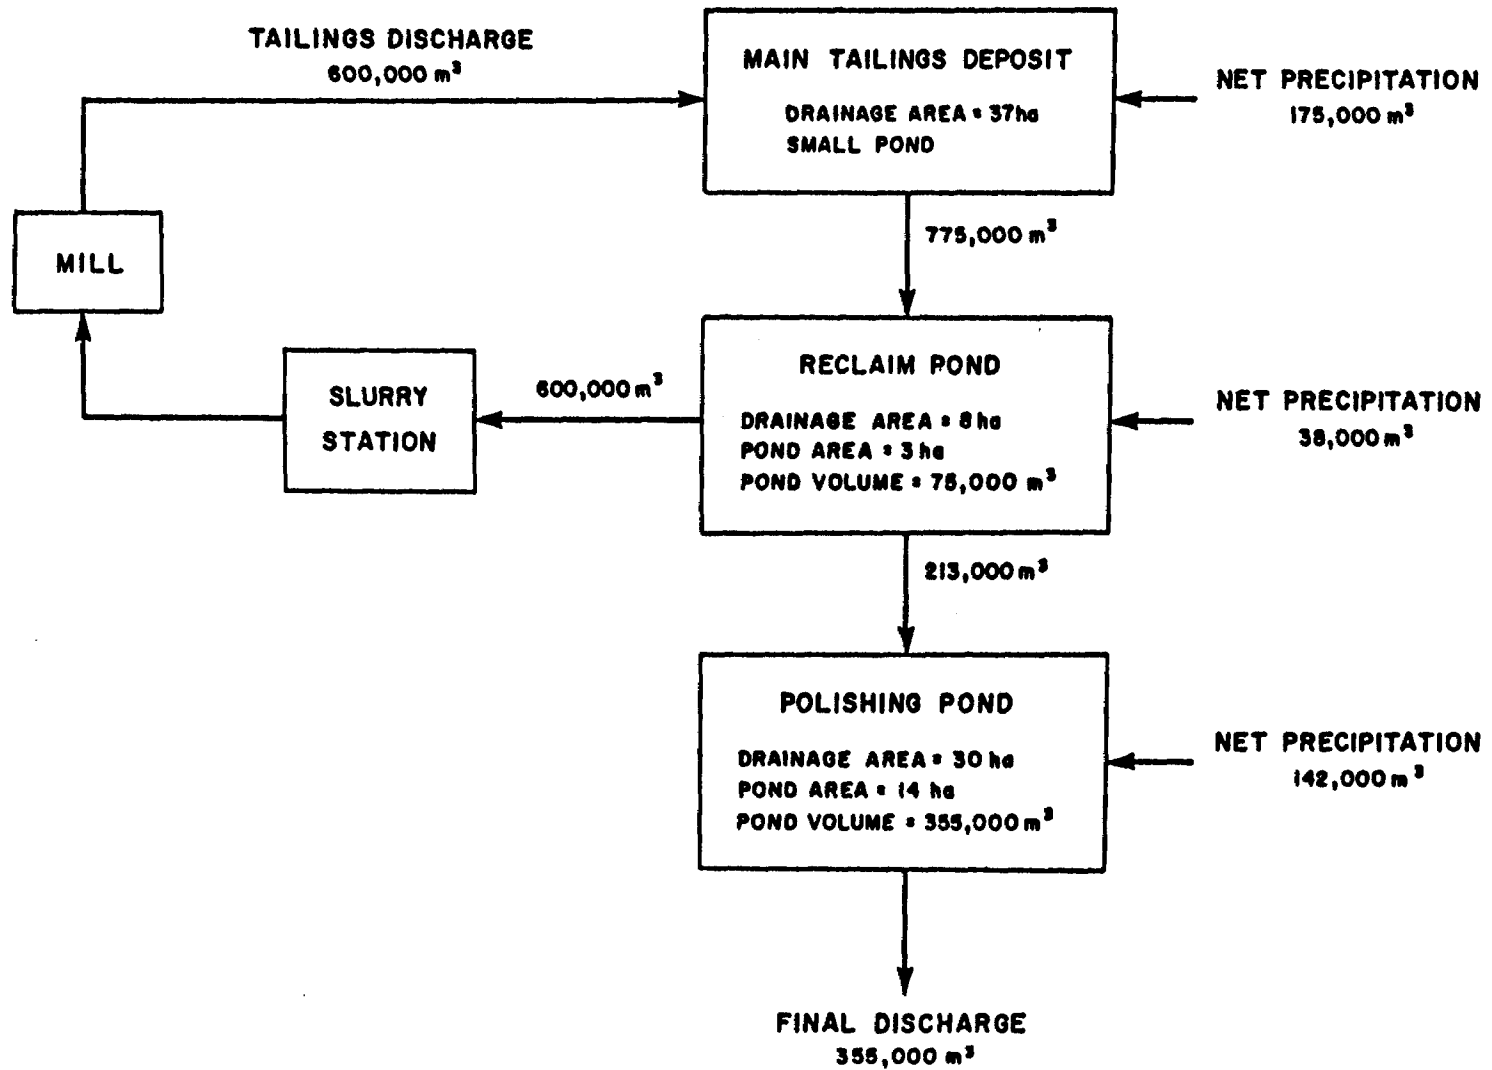 TAILINGS DISCHARGE
600,000 m³
MAIN TAILINGS DEPOSIT
DRAINAGE AREA = 37 ha
SMALL POND
NET PRECIPITATION
175,000 m³
775,000 m³
MILL
RECLAIM POND
DRAINAGE AREA = 8 ha
POND AREA = 3 ha
POND VOLUME = 75,000 m³
600,000 m³
SLURRY
STATION
NET PRECIPITATION
38,000 m³
213,000 m³
POLISHING POND
DRAINAGE AREA = 30 ha
POND AREA = 14 ha
POND VOLUME = 355,000 m³
NET PRECIPITATION
142,000 m³
FINAL DISCHARGE
355,000 m³